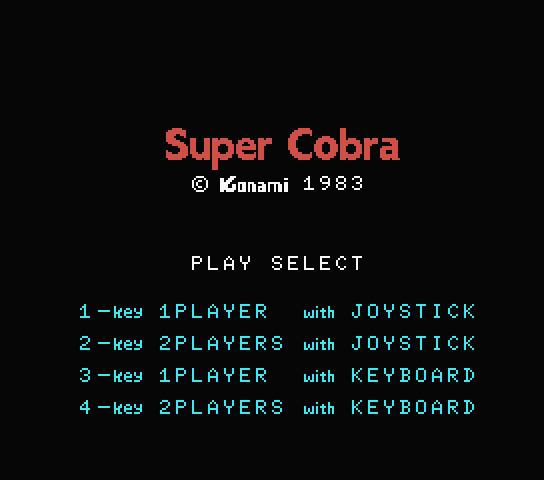 Super Cobra
© Konami 1983
PLAY SELECT
1-key 1PLAYER with JOYSTICK
2-key 2PLAYERS with JOYSTICK
3-key 1PLAYER with KEYBOARD
4-key 2PLAYERS with KEYBOARD